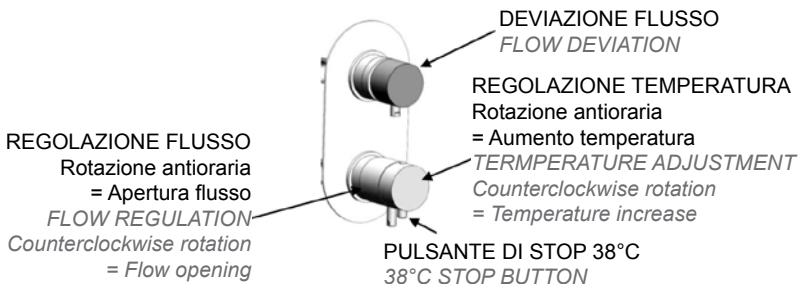 DEVIAZIONE FLUSSO
FLOW DEVIATION
REGOLAZIONE TEMPERATURA
Rotazione antioraria
= Aumento temperatura
TERMPERATURE ADJUSTMENT
Counterclockwise rotation
= Temperature increase
REGOLAZIONE FLUSSO
Rotazione antioraria
= Apertura flusso
FLOW REGULATION
Counterclockwise rotation
= Flow opening
PULSANTE DI STOP 38°C
38°C STOP BUTTON